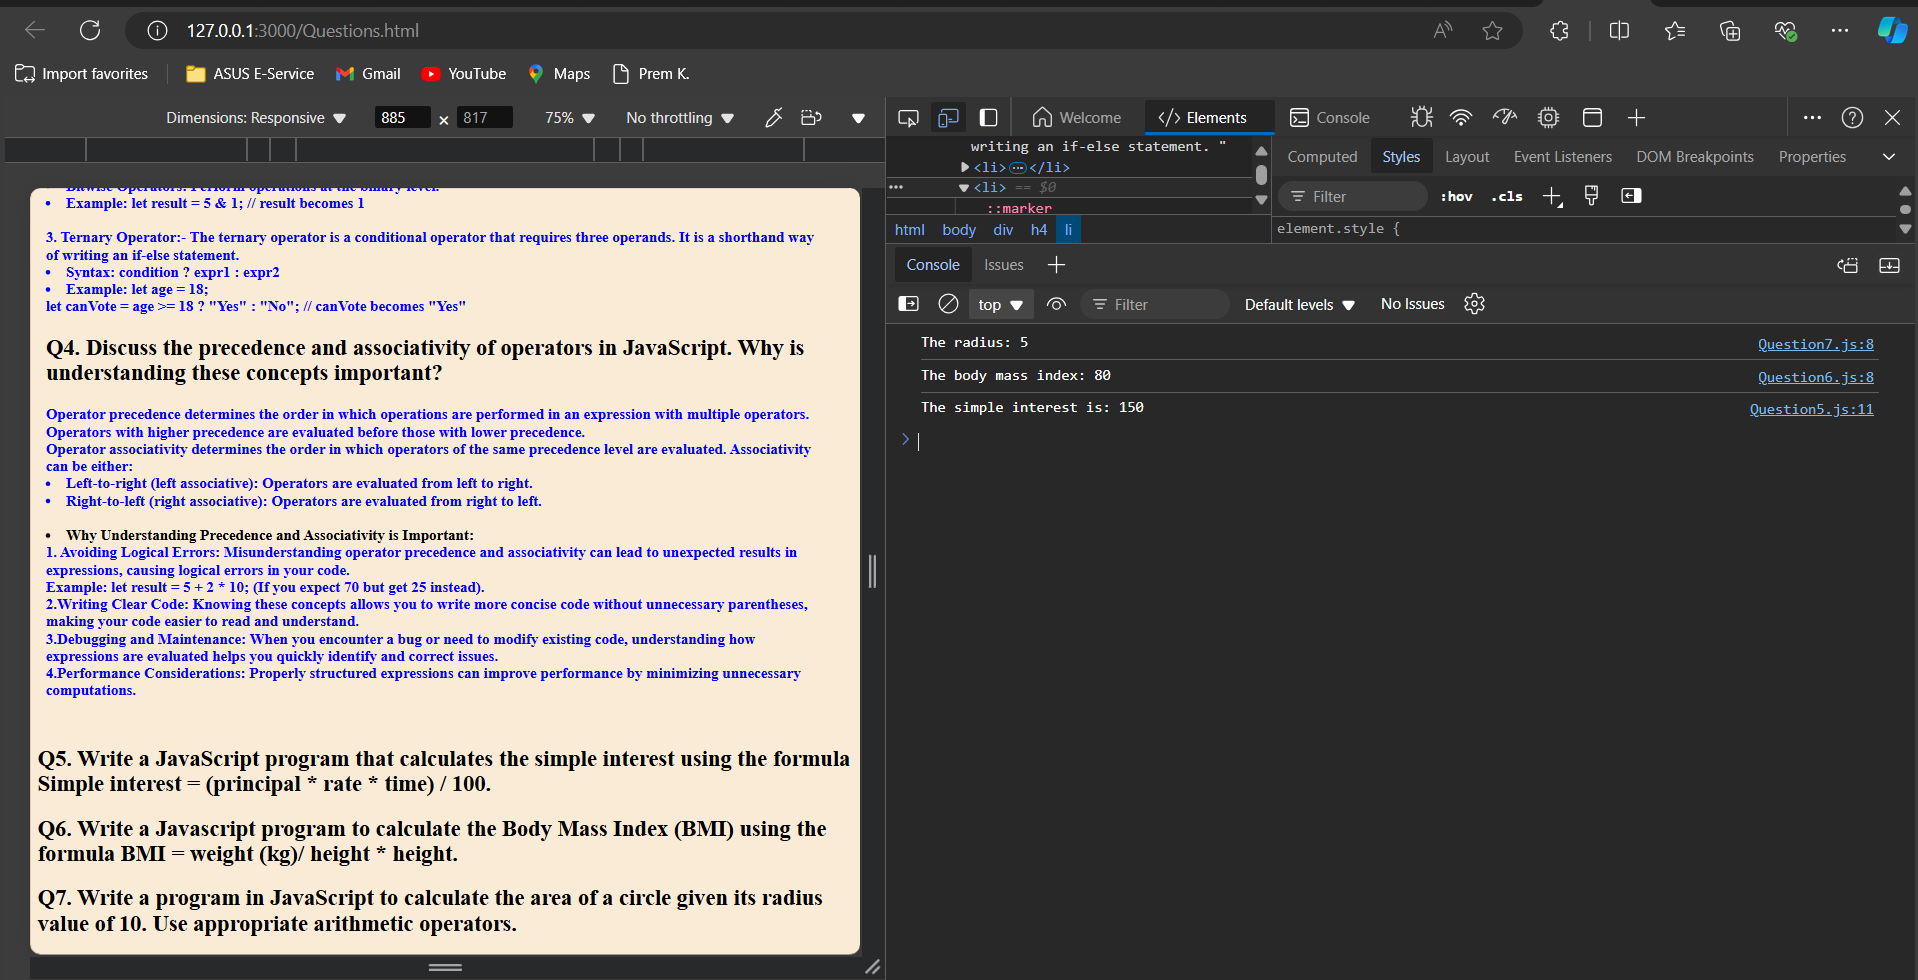 127.0.0.1:3000/Questions.html
Import favorites
ASUS E-Service
Gmail
YouTube
Maps
Prem K.
Dimensions: Responsive
885 × 817
75%
No throttling
Welcome
</> Elements
Console
Bitwise Operators: Perform operations at the binary level.
• Example: let result = 5 & 1; // result becomes 1
3. Ternary Operator:- The ternary operator is a conditional operator that requires three operands. It is a shorthand way
of writing an if-else statement.
• Syntax: condition ? expr1 : expr2
• Example: let age = 18;
let canVote = age >= 18 ? "Yes" : "No"; // canVote becomes "Yes"
Q4. Discuss the precedence and associativity of operators in JavaScript. Why is
understanding these concepts important?
Operator precedence determines the order in which operations are performed in an expression with multiple operators.
Operators with higher precedence are evaluated before those with lower precedence.
Operator associativity determines the order in which operators of the same precedence level are evaluated. Associativity
can be either:
• Left-to-right (left associative): Operators are evaluated from left to right.
• Right-to-left (right associative): Operators are evaluated from right to left.
• Why Understanding Precedence and Associativity is Important:
1. Avoiding Logical Errors: Misunderstanding operator precedence and associativity can lead to unexpected results in
expressions, causing logical errors in your code.
Example: let result = 5 + 2 * 10; (If you expect 70 but get 25 instead).
2.Writing Clear Code: Knowing these concepts allows you to write more concise code without unnecessary parentheses,
making your code easier to read and understand.
3.Debugging and Maintenance: When you encounter a bug or need to modify existing code, understanding how
expressions are evaluated helps you quickly identify and correct issues.
4.Performance Considerations: Properly structured expressions can improve performance by minimizing unnecessary
computations.
Q5. Write a JavaScript program that calculates the simple interest using the formula
Simple interest = (principal * rate * time) / 100.
Q6. Write a Javascript program to calculate the Body Mass Index (BMI) using the
formula BMI = weight (kg)/ height * height.
Q7. Write a program in JavaScript to calculate the area of a circle given its radius
value of 10. Use appropriate arithmetic operators.
writing an if-else statement. "
<li>…</li>
<li> == $0
::marker
html body div h4 li
Computed Styles Layout Event Listeners DOM Breakpoints Properties
Filter
:hov .cls
element.style {
Console Issues
top
Filter
Default levels
No Issues
The radius: 5 Question7.js:8
The body mass index: 80 Question6.js:8
The simple interest is: 150 Question5.js:11